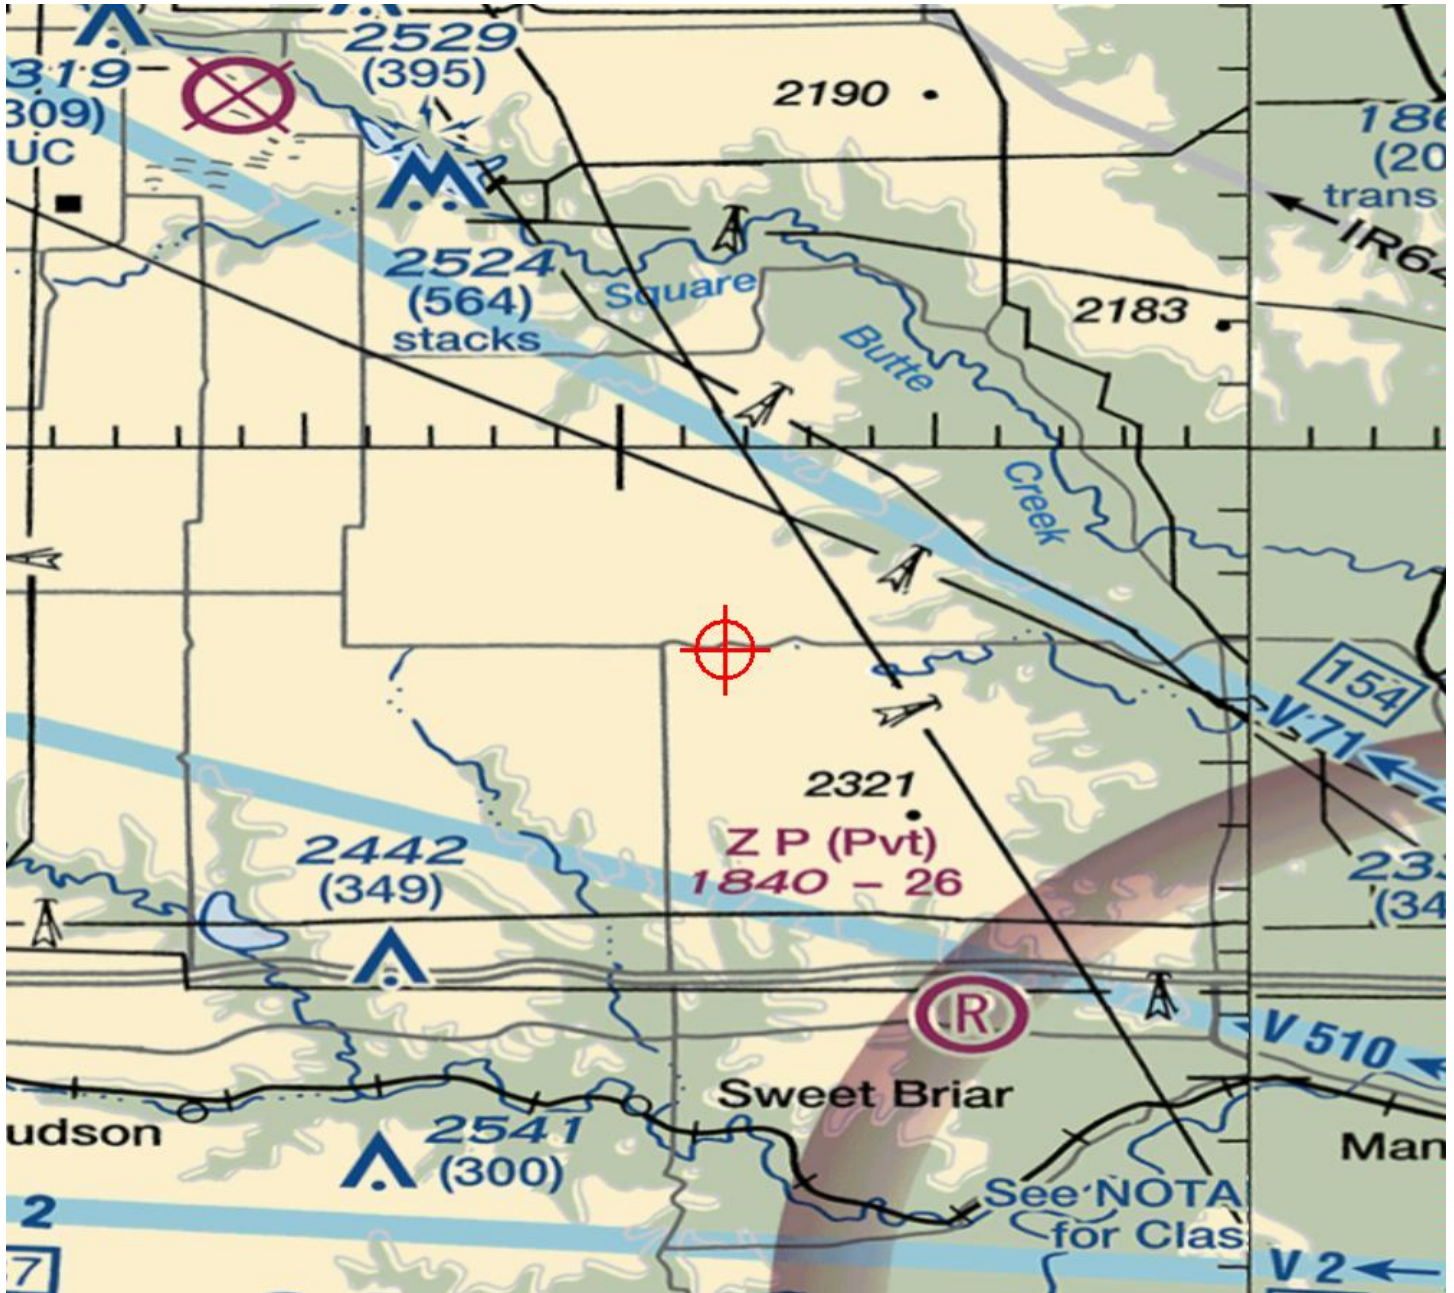 2529
(395)
319
309)
UC
2190
186
(20
trans
IR64
2524
(564)
stacks
Square
2183
Butte
Creek
154
V 71
2321
Z P (Pvt)
1840 - 26
2442
(349)
233
(34
R
V 510
Sweet Briar
udson
2541
(300)
Man
See NOTA
for Clas
2
7
V 2